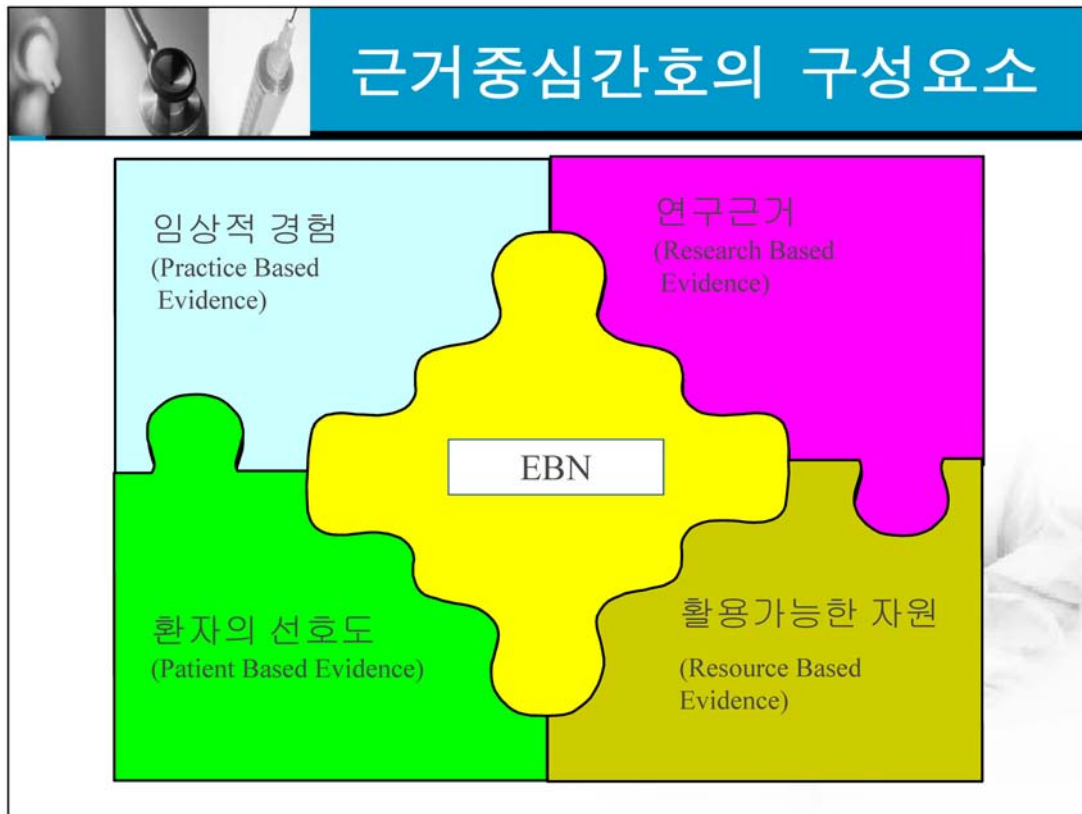 근거중심간호의 구성요소
임상적 경험
(Practice Based
Evidence)
연구근거
(Research Based
Evidence)
EBN
환자의 선호도
(Patient Based Evidence)
활용가능한 자원
(Resource Based
Evidence)